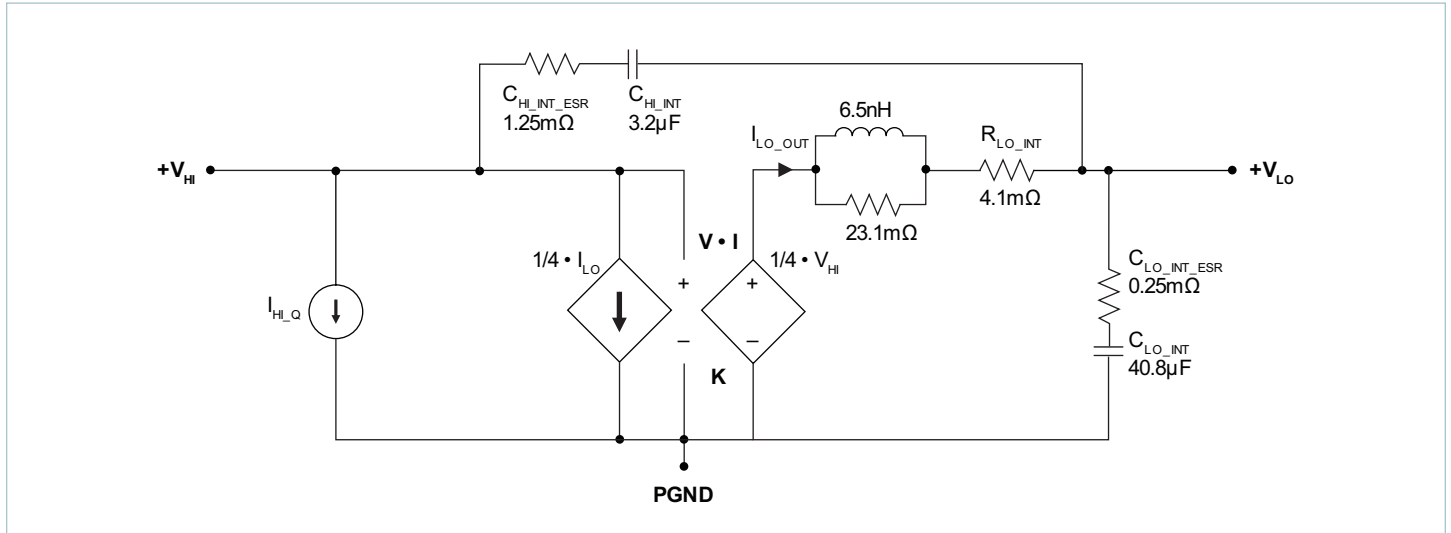 C_HI_INT_ESR
1.25mΩ
C_HI_INT
3.2µF
6.5nH
I_LO_OUT
R_LO_INT
4.1mΩ
23.1mΩ
+V_HI
+V_LO
V • I
1/4 • I_LO
1/4 • V_HI
+
+
I_HI_Q
–
–
K
C_LO_INT_ESR
0.25mΩ
C_LO_INT
40.8µF
PGND